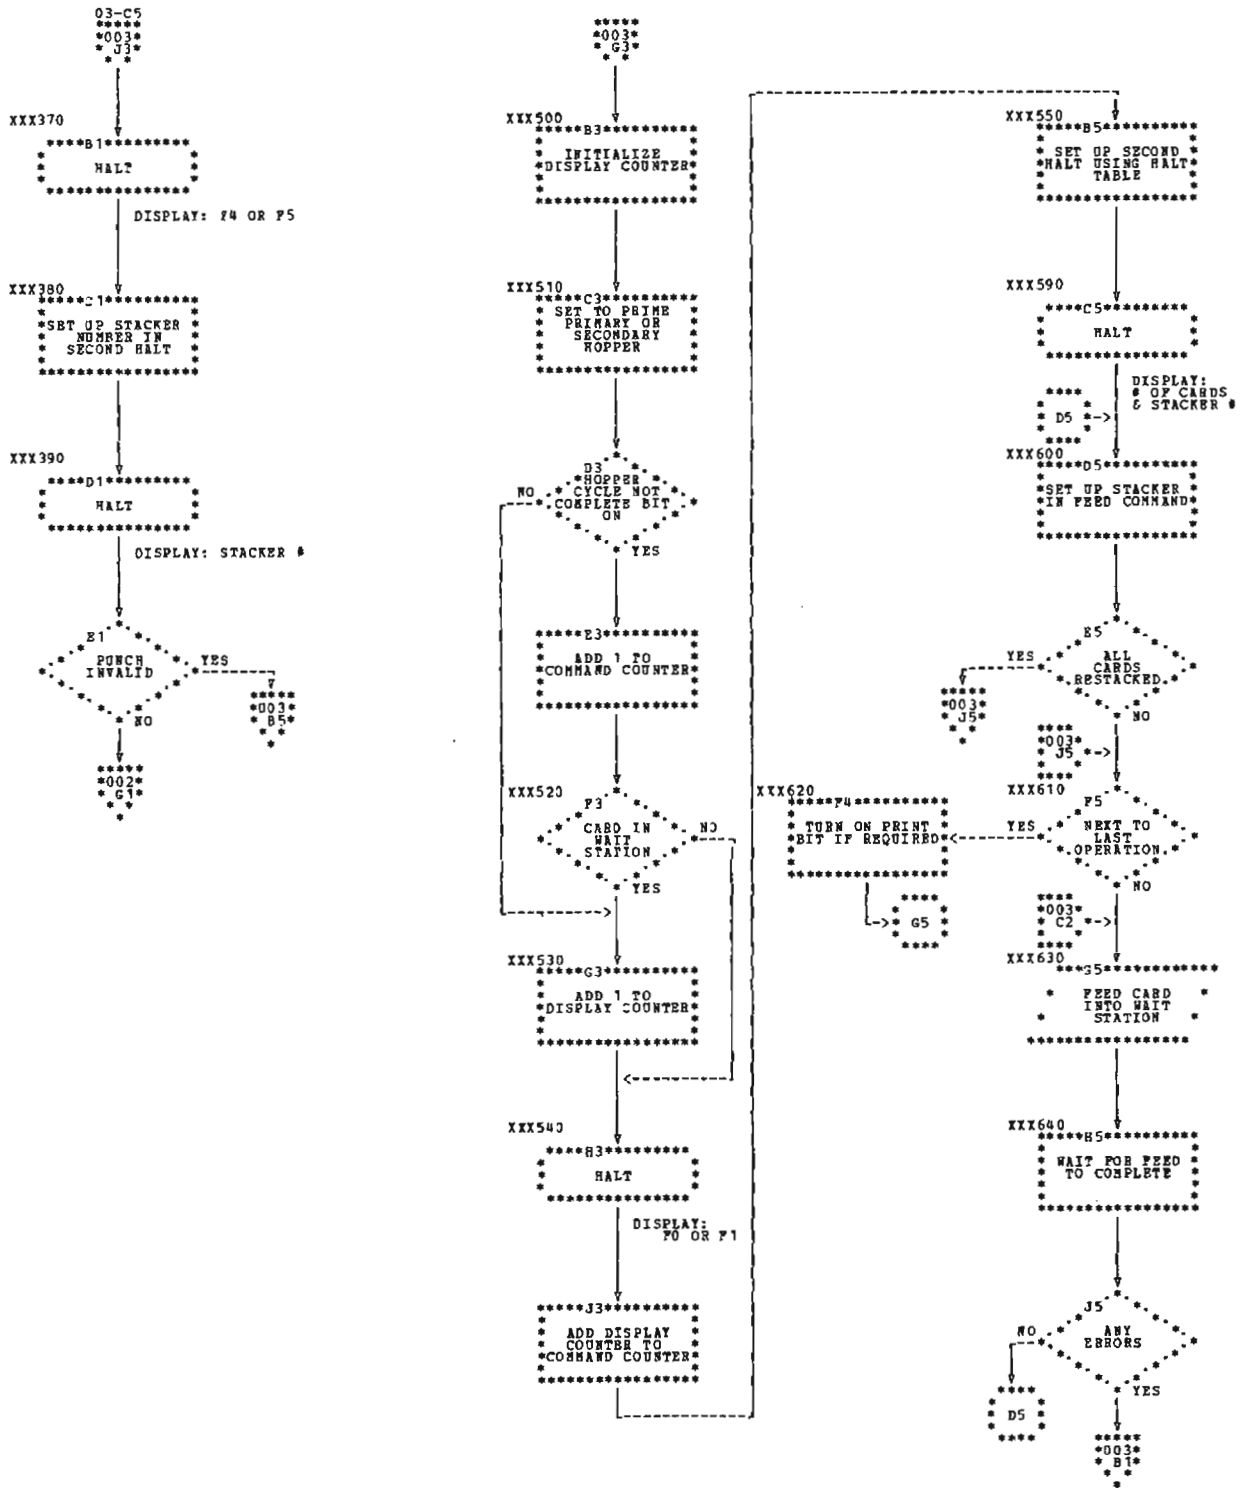 03-C5
*003*
J3*
XXX370
B1
HALT
DISPLAY: F4 OR F5
XXX380
C1
SET UP STACKER
NUMBER IN
SECOND HALT
XXX390
D1
HALT
DISPLAY: STACKER #
E1
PUNCH
INVALID
YES
*003*
B5*
NO
*002*
G1*
*003*
G3*
XXX500
B3
INITIALIZE
DISPLAY COUNTER
XXX510
C3
SET TO PRIME
PRIMARY OR
SECONDARY
HOPPER
D3
HOPPER
CYCLE NOT
COMPLETE BIT
ON
NO
YES
E3
ADD 1 TO
COMMAND COUNTER
XXX520
F3
CARD IN
WAIT
STATION
NO
YES
XXX530
G3
ADD 1 TO
DISPLAY COUNTER
XXX540
H3
HALT
DISPLAY:
F0 OR F1
J3
ADD DISPLAY
COUNTER TO
COMMAND COUNTER
XXX550
B5
SET UP SECOND
HALT USING HALT
TABLE
XXX590
C5
HALT
DISPLAY:
# OF CARDS
& STACKER #
D5
XXX600
D5
SET UP STACKER
IN FEED COMMAND
E5
ALL
CARDS
RESTACKED
YES
*003*
J5*
NO
*003*
J5
XXX610
F5
NEXT TO
LAST
OPERATION
YES
NO
XXX620
F4
TURN ON PRINT
BIT IF REQUIRED
G5
*003*
C2
XXX630
G5
FEED CARD
INTO WAIT
STATION
XXX640
H5
WAIT FOR FEED
TO COMPLETE
J5
ANY
ERRORS
NO
D5
YES
*003*
B1*